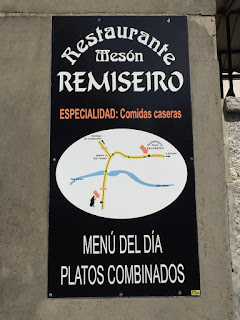 Restaurante
Mesón
REMISEIRO
ESPECIALIDAD: Comidas caseras
MENÚ DEL DÍA
PLATOS COMBINADOS